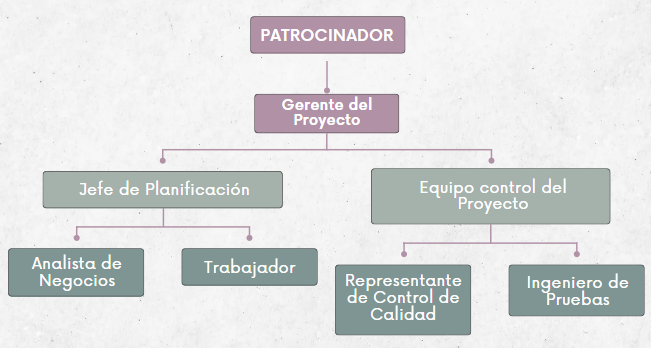 PATROCINADOR
Gerente del
Proyecto
Jefe de Planificación
Equipo control del
Proyecto
Analista de
Negocios
Trabajador
Representante
de Control de
Calidad
Ingeniero de
Pruebas